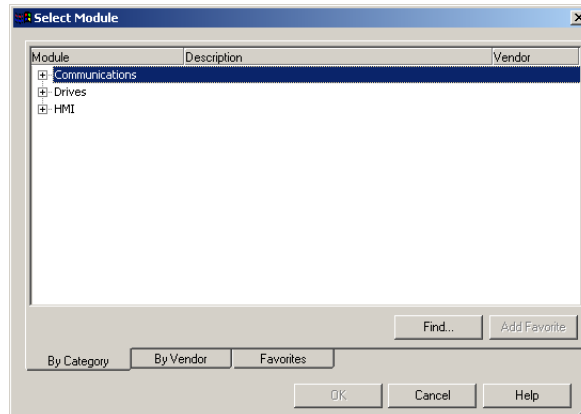 Select Module
Module Description Vendor
Communications
Drives
HMI
Find... Add Favorite
By Category By Vendor Favorites
OK Cancel Help